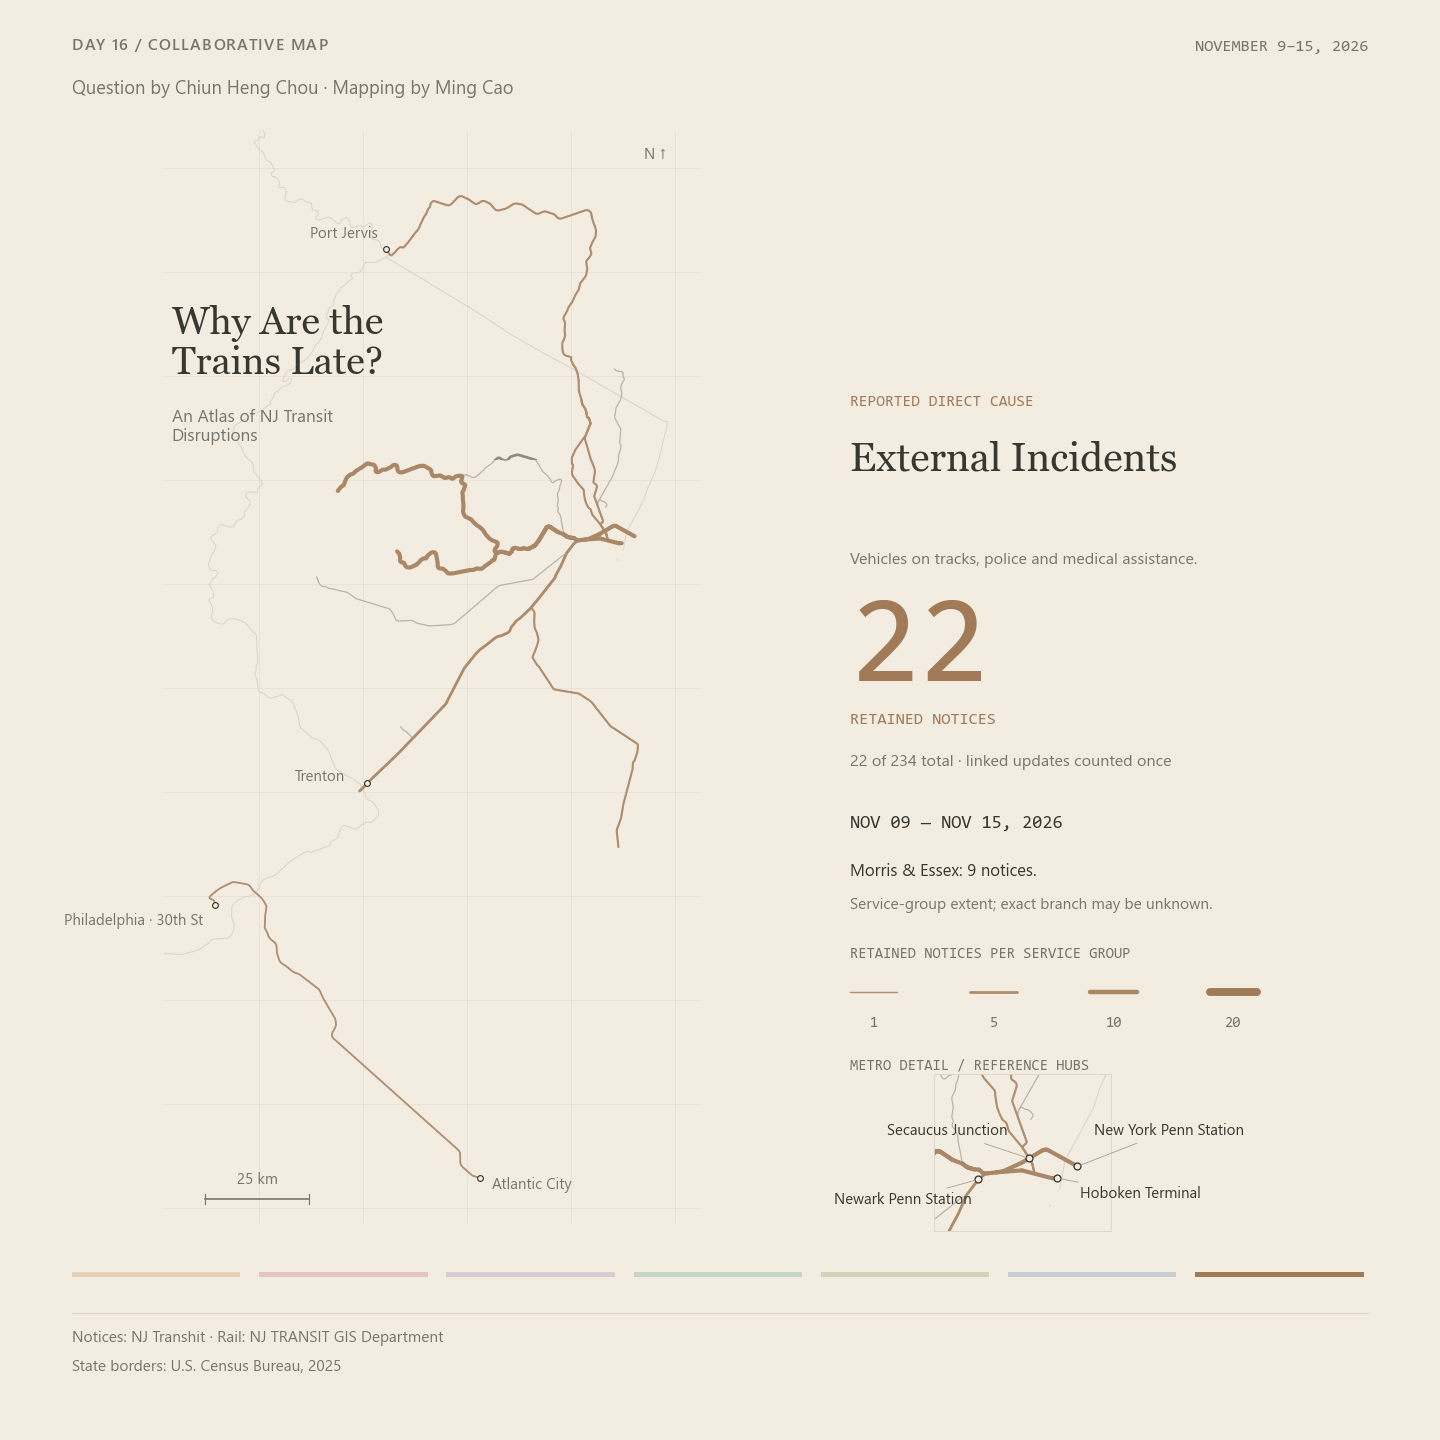 DAY 16 / COLLABORATIVE MAP
NOVEMBER 9–15, 2026
Question by Chiun Heng Chou · Mapping by Ming Cao
N ↑
Port Jervis
Why Are the
Trains Late?
An Atlas of NJ Transit
Disruptions
Trenton
Philadelphia · 30th St
25 km
Atlantic City
REPORTED DIRECT CAUSE
External Incidents
Vehicles on tracks, police and medical assistance.
22
RETAINED NOTICES
22 of 234 total · linked updates counted once
NOV 09 — NOV 15, 2026
Morris & Essex: 9 notices.
Service-group extent; exact branch may be unknown.
RETAINED NOTICES PER SERVICE GROUP
1 5 10 20
METRO DETAIL / REFERENCE HUBS
Secaucus Junction
New York Penn Station
Newark Penn Station
Hoboken Terminal
Notices: NJ Transhit · Rail: NJ TRANSIT GIS Department
State borders: U.S. Census Bureau, 2025